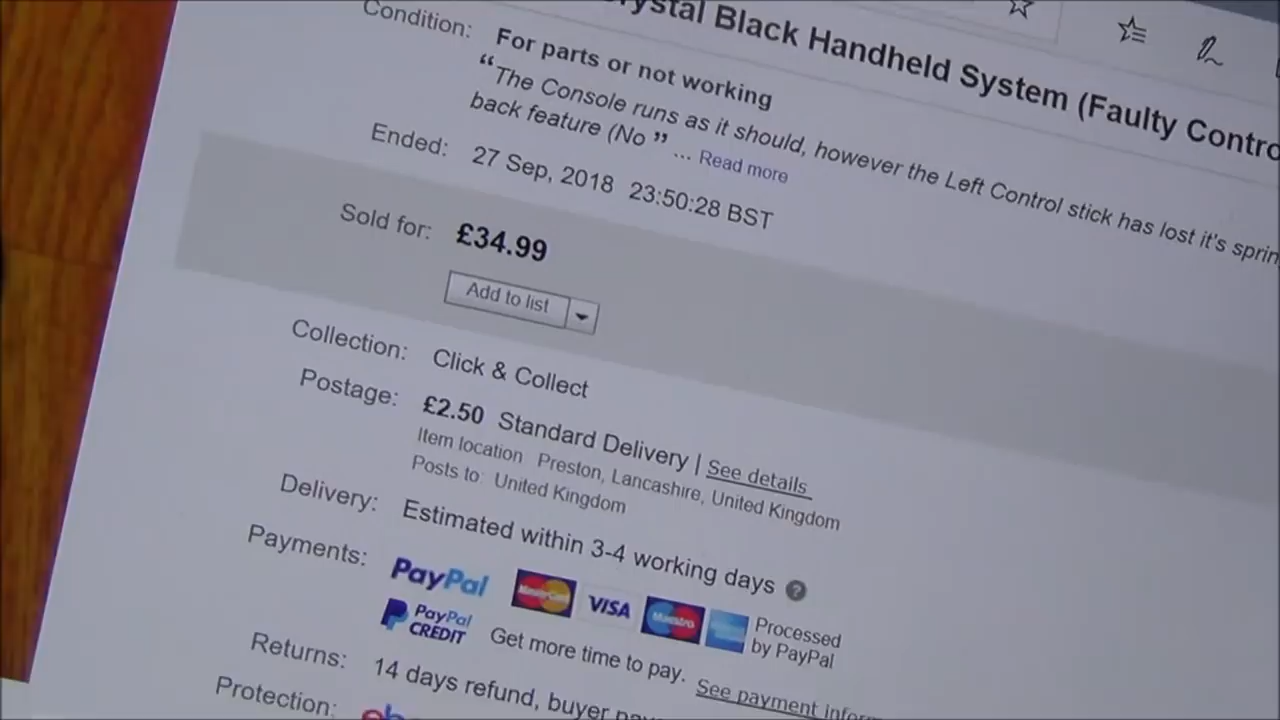 Crystal Black Handheld System (Faulty Contro
Condition: For parts or not working
“The Console runs as it should, however the Left Control stick has lost it's sprin
back feature (No ” ... Read more
Ended: 27 Sep, 2018 23:50:28 BST
Sold for: £34.99
Add to list
Collection: Click & Collect
Postage: £2.50 Standard Delivery | See details
Item location Preston, Lancashire, United Kingdom
Posts to: United Kingdom
Delivery: Estimated within 3-4 working days ?
Payments: PayPal MasterCard VISA Maestro Processed
by PayPal
PayPal
CREDIT Get more time to pay. See payment infor
Returns: 14 days refund, buyer pa
Protection: eb